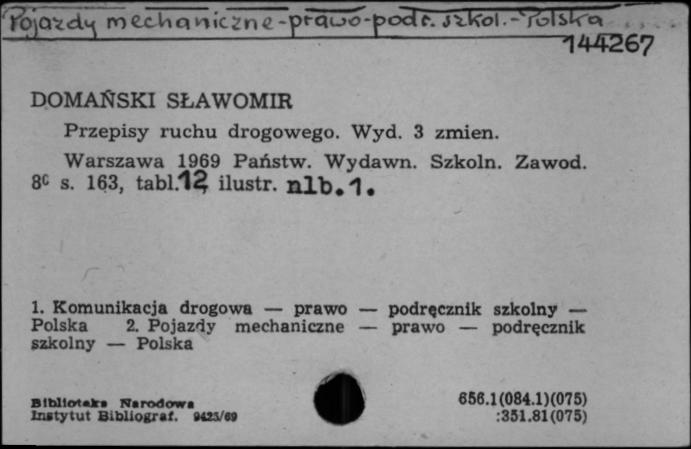 Pojazdy mechaniczne-prawo-podr. szkol.-Polska
144267
DOMAŃSKI SŁAWOMIR
Przepisy ruchu drogowego. Wyd. 3 zmien.
Warszawa 1969 Państw. Wydawn. Szkoln. Zawod.
8° s. 163, tabl. 12, ilustr. nlb. 1.
1. Komunikacja drogowa — prawo — podręcznik szkolny —
Polska 2. Pojazdy mechaniczne — prawo — podręcznik
szkolny — Polska
Biblioteka Narodowa 656.1(084.1)(075)
Instytut Bibliograf. 9423/69 :351.81(075)